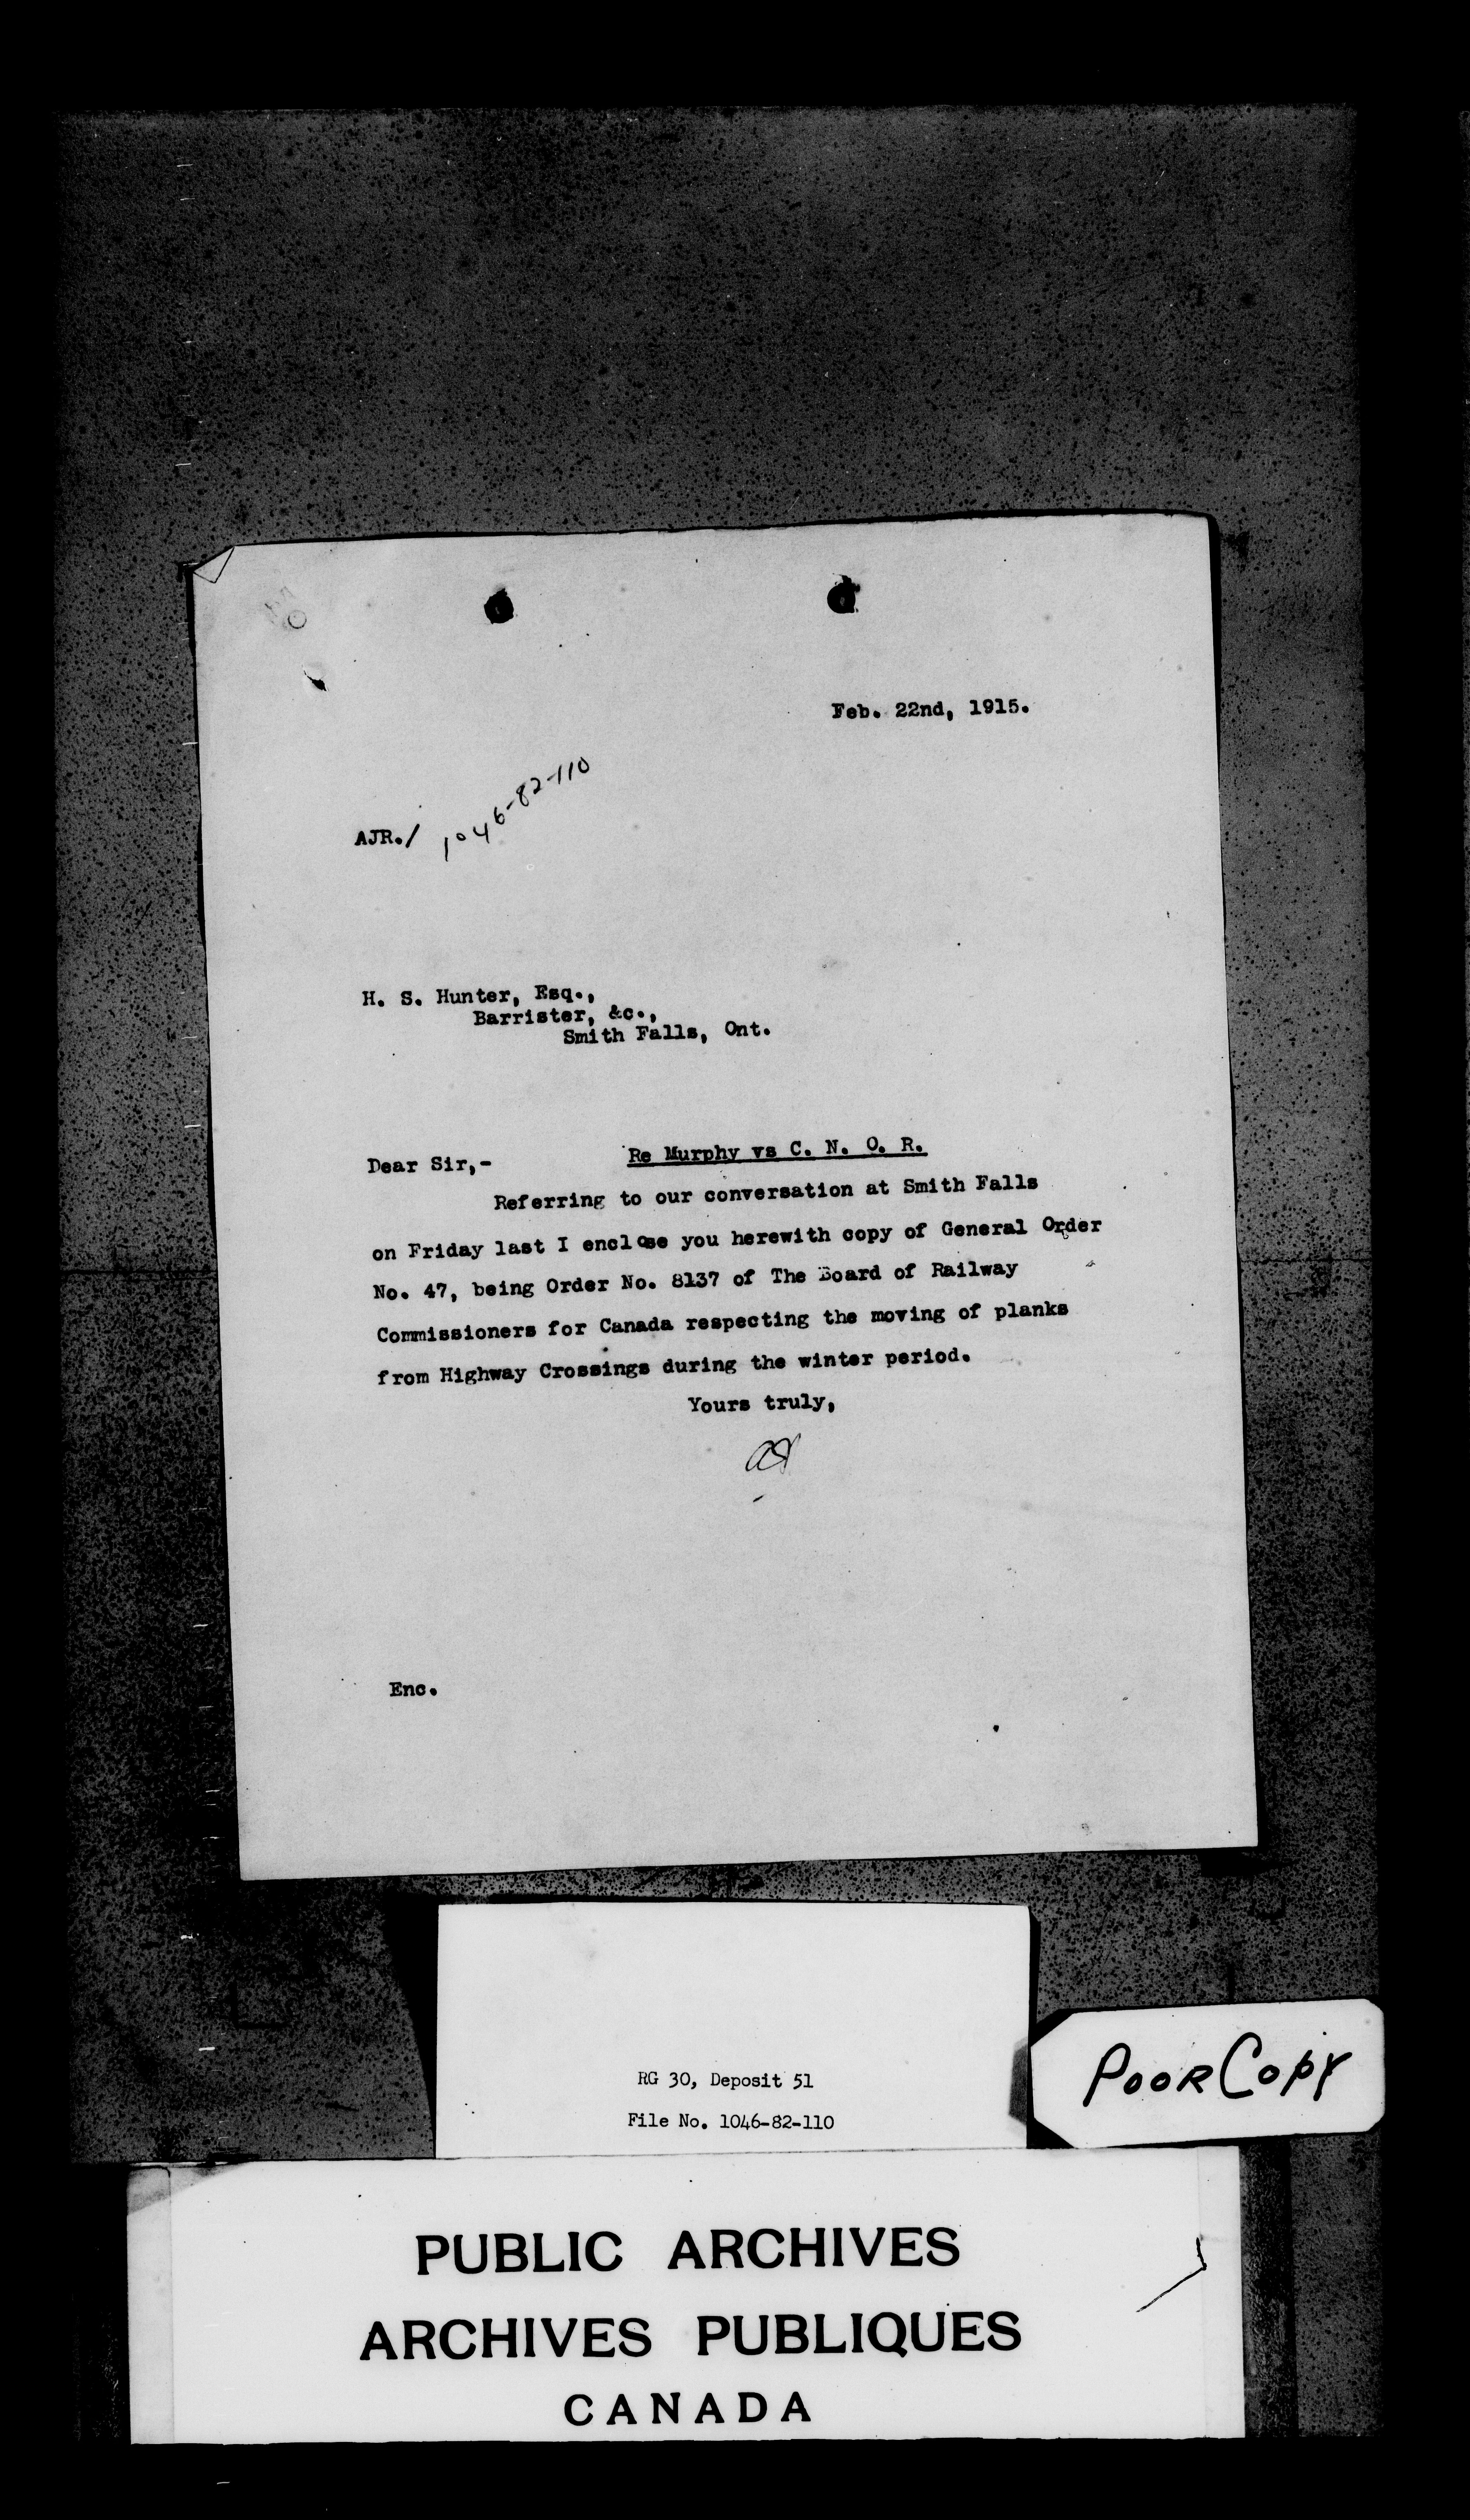 Feb. 22nd, 1915.
1046-82-110
AJR./
H. S. Hunter, Esq.,
Barrister, &c.,
Smith Falls, Ont.
Re Murphy vs C. N. O. R.
Dear Sir,-
Referring to our conversation at Smith Falls
on Friday last I enclose you herewith copy of General Order
No. 47, being Order No. 8137 of The Board of Railway
Commissioners for Canada respecting the moving of planks
from Highway Crossings during the winter period.
Yours truly,
Enc.
RG 30, Deposit 51
File No. 1046-82-110
POOR COPY
PUBLIC ARCHIVES
ARCHIVES PUBLIQUES
CANADA